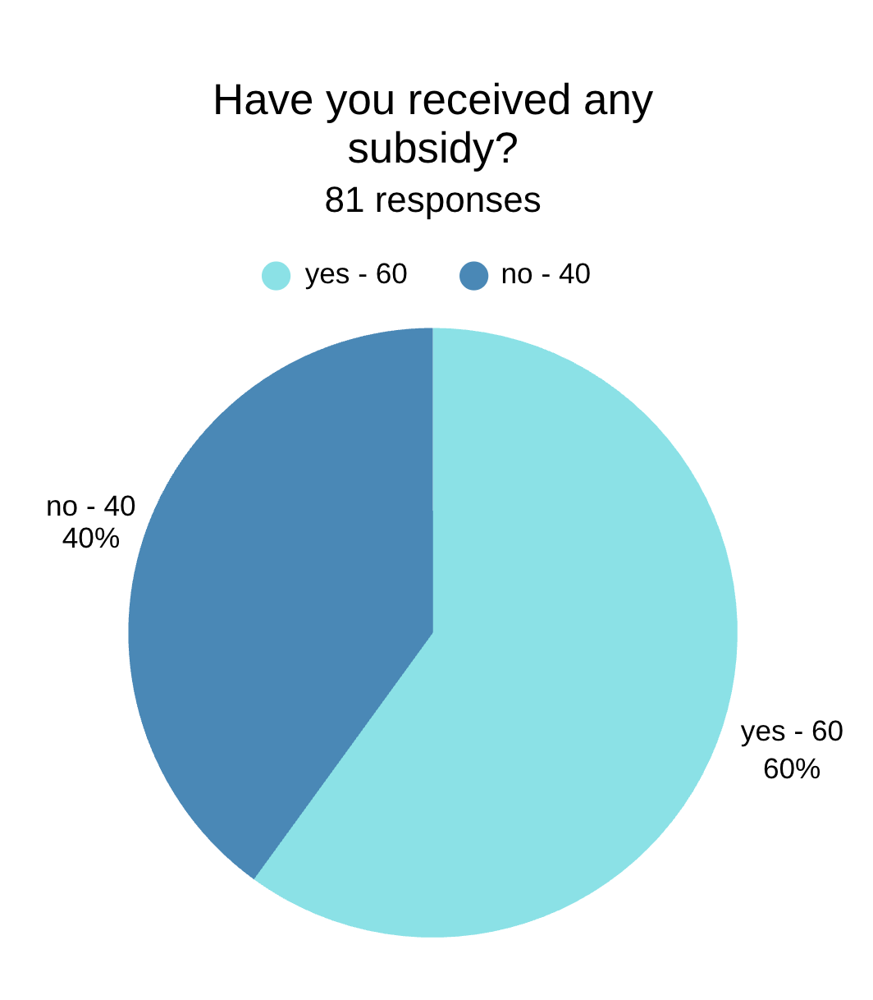 Have you received any
subsidy?
81 responses
yes - 60
no - 40
no - 40
40%
yes - 60
60%